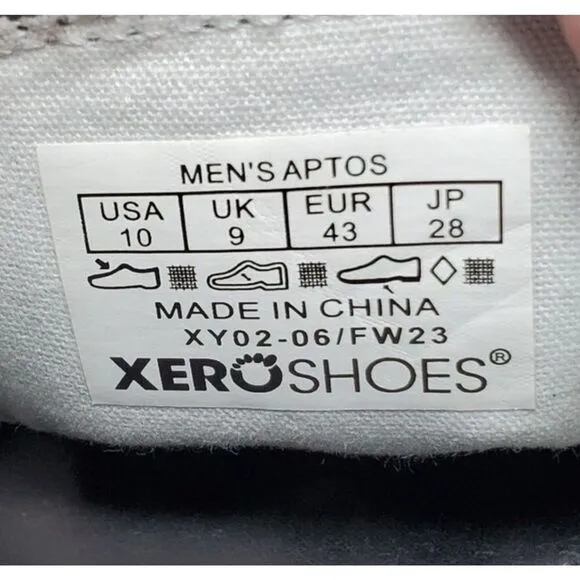 MEN'S APTOS
USA UK EUR JP
10 9 43 28
MADE IN CHINA
XY02-06/FW23
XEROSHOES®